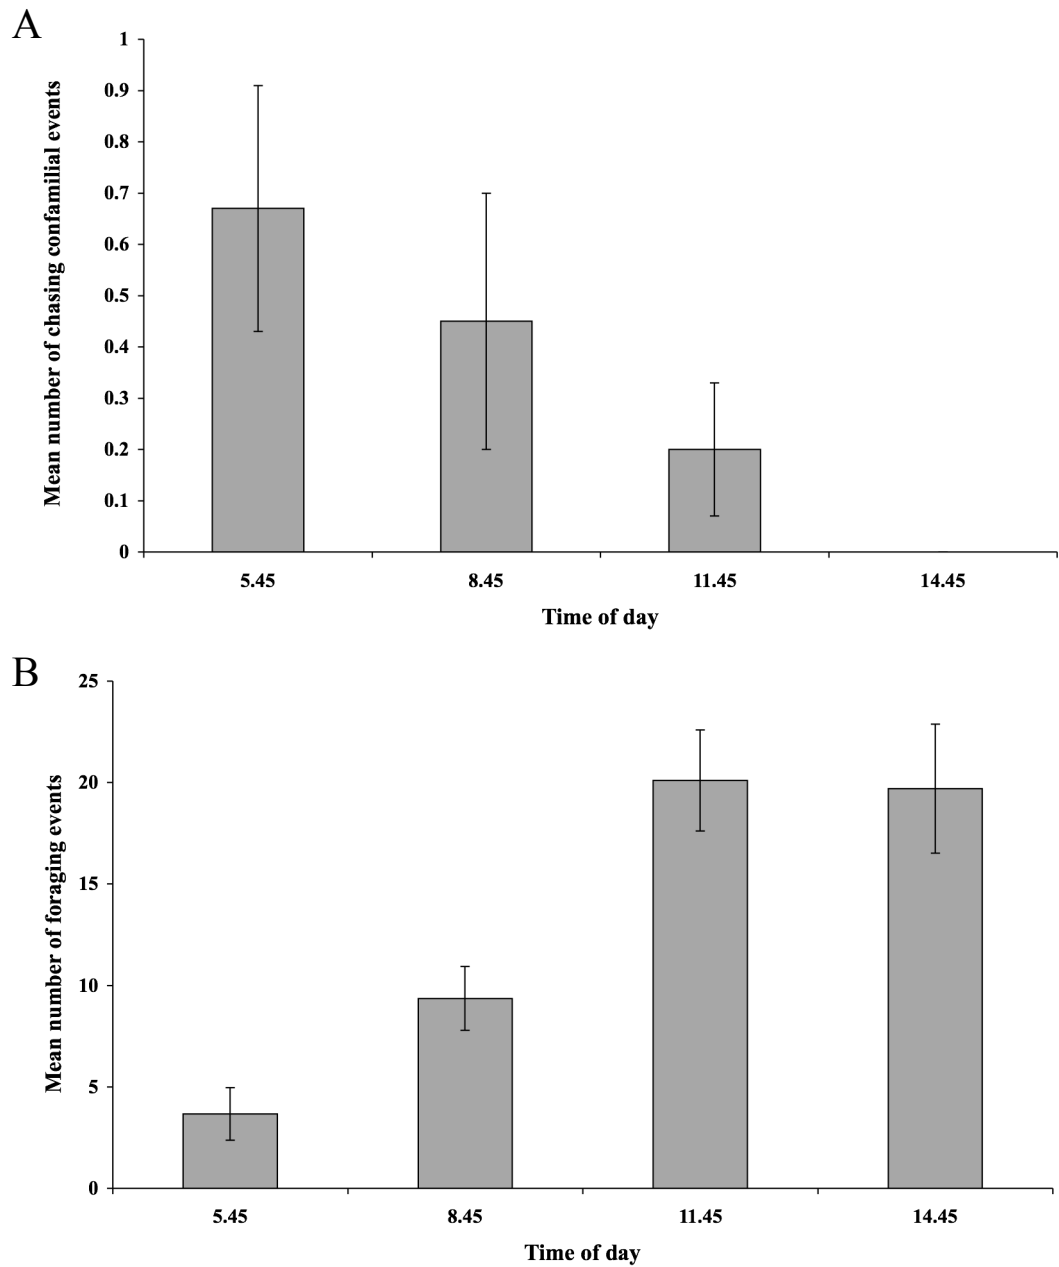 A
Mean number of chasing confamilial events
1
0.9
0.8
0.7
0.6
0.5
0.4
0.3
0.2
0.1
0
5.45 8.45 11.45 14.45
Time of day
B
Mean number of foraging events
25
20
15
10
5
0
5.45 8.45 11.45 14.45
Time of day